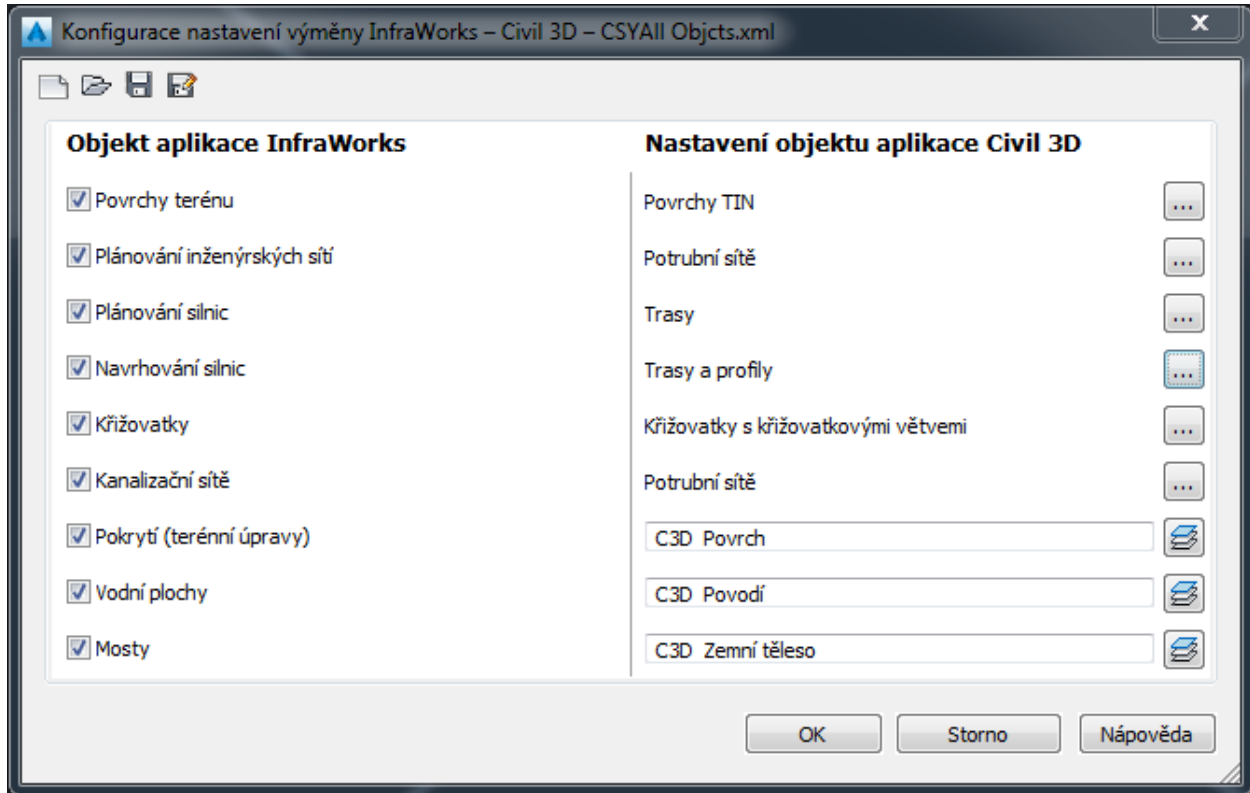 Konfigurace nastavení výměny InfraWorks – Civil 3D – CSYAll Objcts.xml
x
Objekt aplikace InfraWorks Nastavení objektu aplikace Civil 3D
Povrchy terénu Povrchy TIN ...
Plánování inženýrských sítí Potrubní sítě ...
Plánování silnic Trasy ...
Navrhování silnic Trasy a profily ...
Křižovatky Křižovatky s křižovatkovými větvemi ...
Kanalizační sítě Potrubní sítě ...
Pokrytí (terénní úpravy) C3D Povrch
Vodní plochy C3D Povodí
Mosty C3D Zemní těleso
OK Storno Nápověda